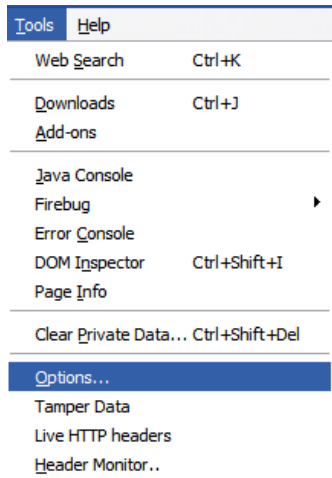 Tools Help
Web Search Ctrl+K
Downloads Ctrl+J
Add-ons
Java Console
Firebug
Error Console
DOM Inspector Ctrl+Shift+I
Page Info
Clear Private Data... Ctrl+Shift+Del
Options...
Tamper Data
Live HTTP headers
Header Monitor..